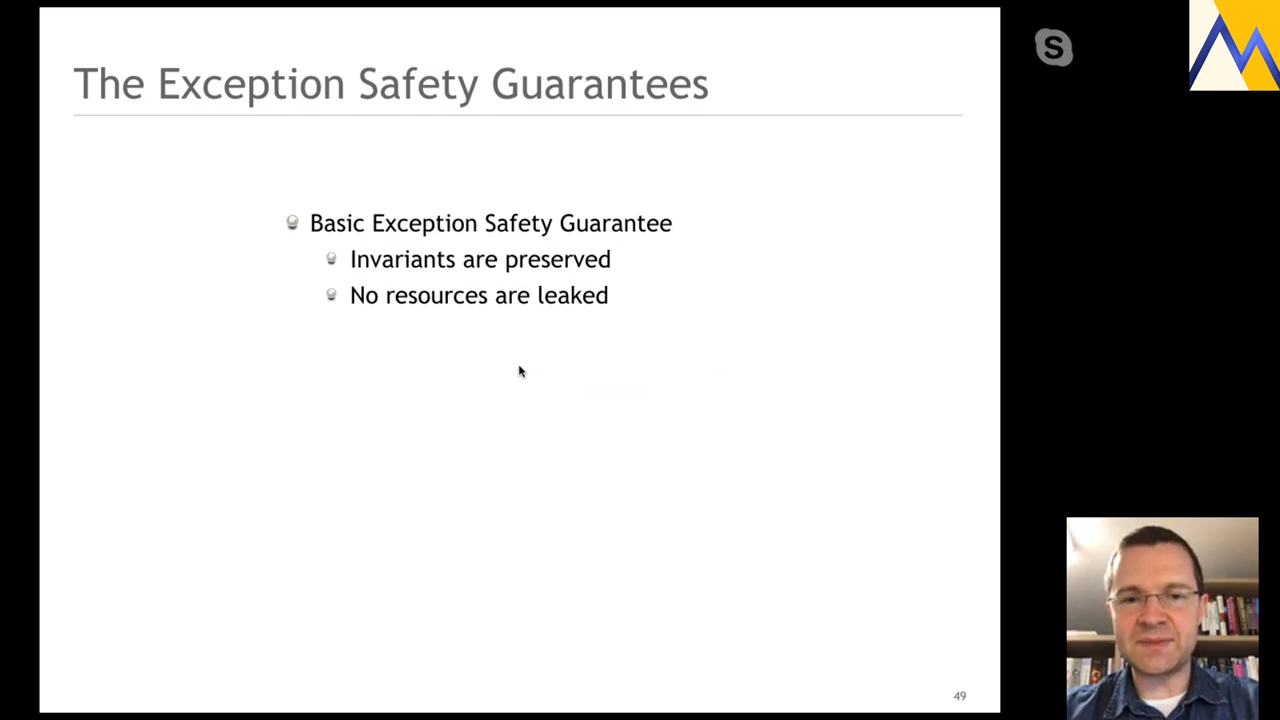 The Exception Safety Guarantees
Basic Exception Safety Guarantee
Invariants are preserved
No resources are leaked
49
S